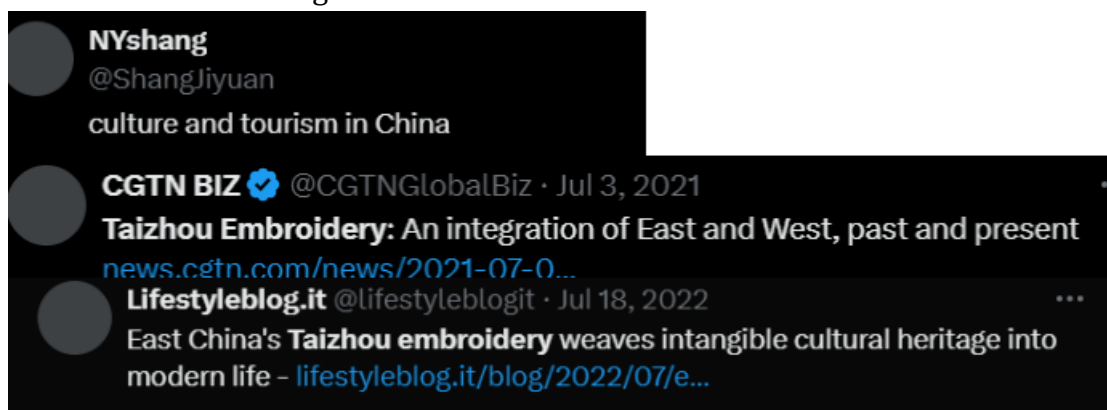 NYshang
@ShangJiyuan
culture and tourism in China
CGTN BIZ @CGTNGlobalBiz · Jul 3, 2021
Taizhou Embroidery: An integration of East and West, past and present
news.cgtn.com/news/2021-07-0...
Lifestyleblog.it @lifestyleblogit · Jul 18, 2022
East China's Taizhou embroidery weaves intangible cultural heritage into
modern life - lifestyleblog.it/blog/2022/07/e...